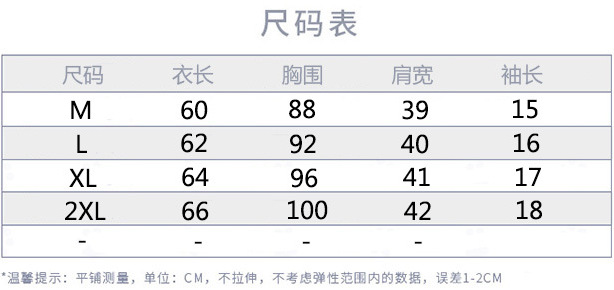 尺码表
尺码 衣长 胸围 肩宽 袖长
M 60 88 39 15
L 62 92 40 16
XL 64 96 41 17
2XL 66 100 42 18
- - - - -
*温馨提示：平铺测量，单位：CM，不拉伸，不考虑弹性范围内的数据，误差1-2CM